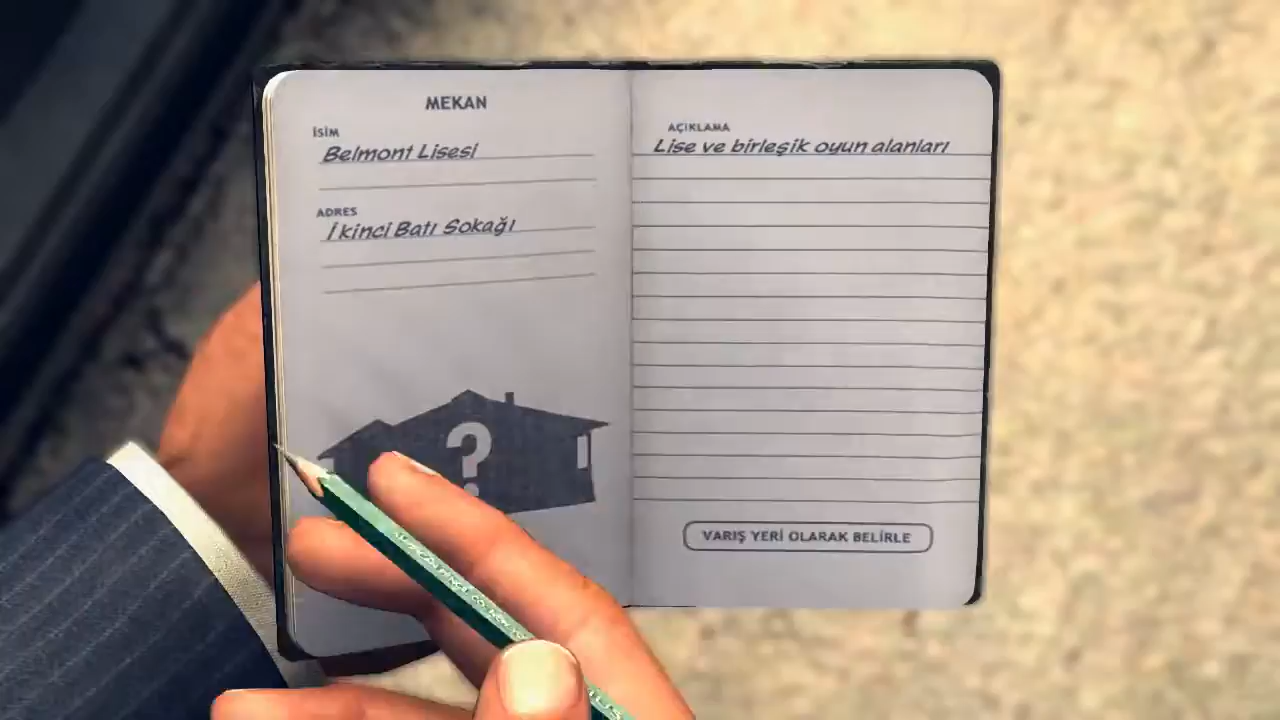 MEKAN
İSİM
Belmont Lisesi
ADRES
İkinci Batı Sokağı
AÇIKLAMA
Lise ve birleşik oyun alanları
VARIŞ YERİ OLARAK BELİRLE